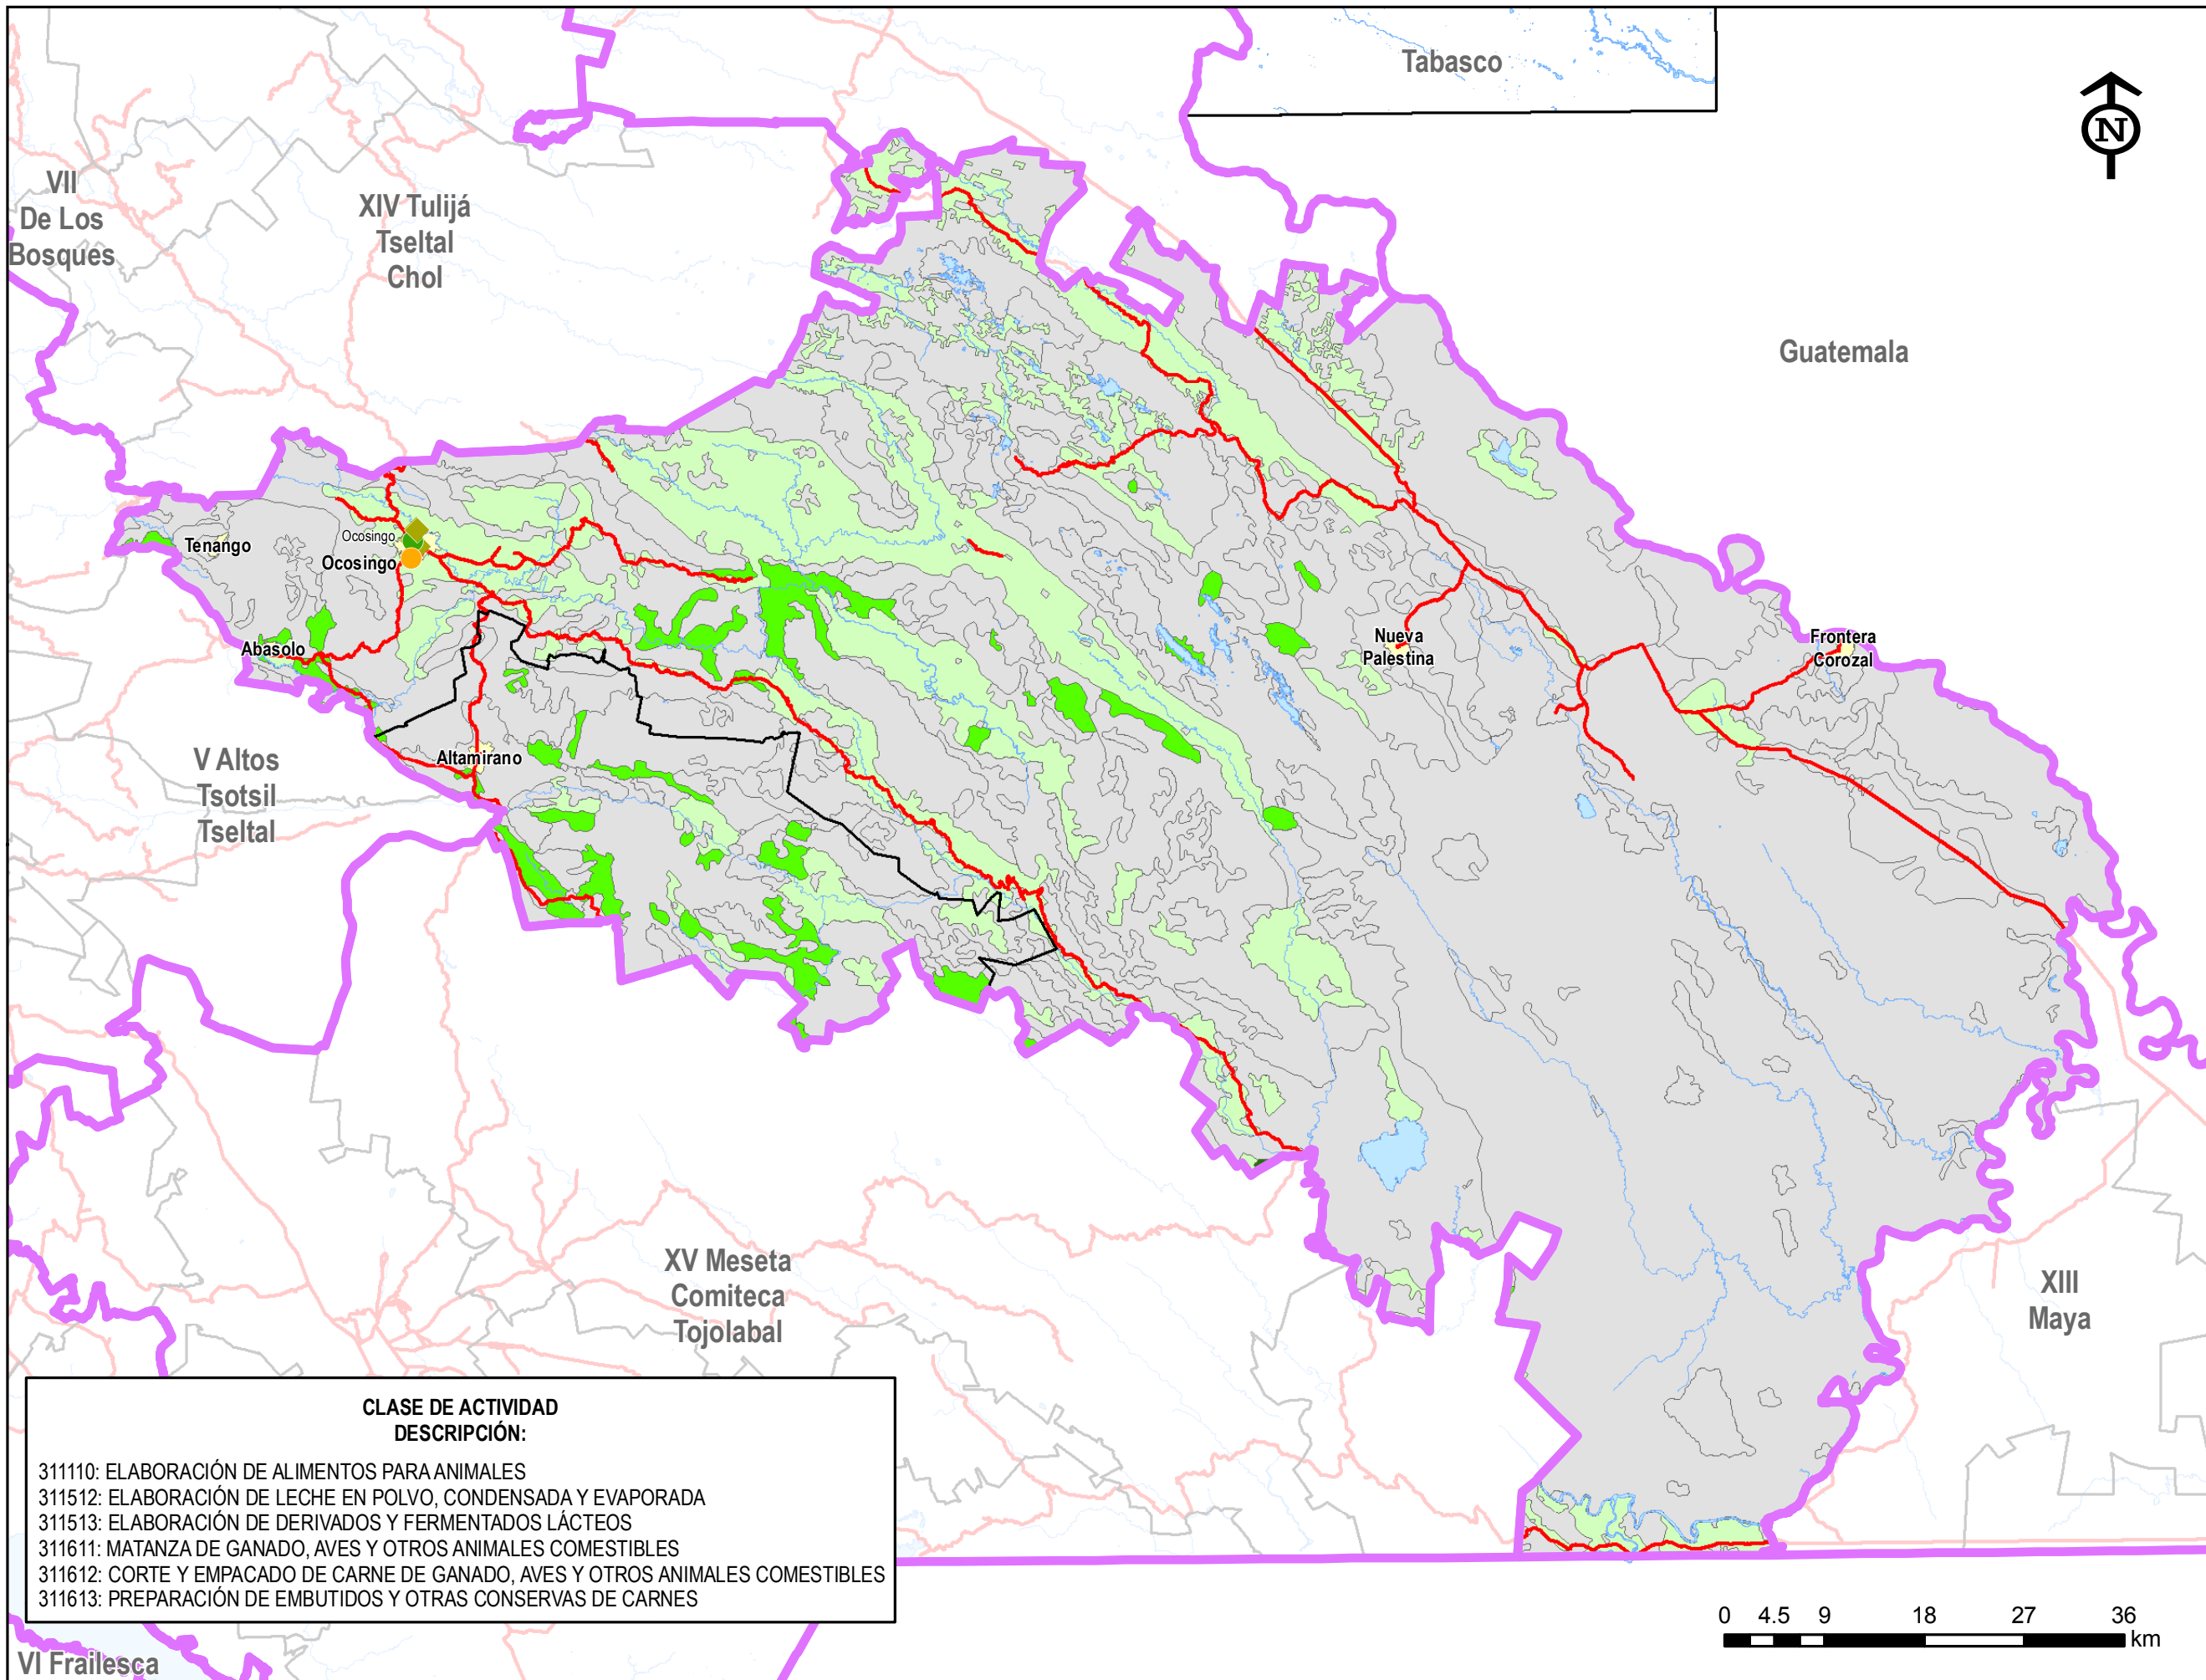 Tabasco
N
VII
De Los
Bosques
XIV Tulijá
Tseltal
Chol
Guatemala
Ocosingo
Tenango
Ocosingo
Nueva
Palestina
Frontera
Corozal
Abasolo
Altamirano
V Altos
Tsotsil
Tseltal
XV Meseta
Comiteca
Tojolabal
XIII
Maya
CLASE DE ACTIVIDAD
DESCRIPCIÓN:
311110: ELABORACIÓN DE ALIMENTOS PARA ANIMALES
311512: ELABORACIÓN DE LECHE EN POLVO, CONDENSADA Y EVAPORADA
311513: ELABORACIÓN DE DERIVADOS Y FERMENTADOS LÁCTEOS
311611: MATANZA DE GANADO, AVES Y OTROS ANIMALES COMESTIBLES
311612: CORTE Y EMPACADO DE CARNE DE GANADO, AVES Y OTROS ANIMALES COMESTIBLES
311613: PREPARACIÓN DE EMBUTIDOS Y OTRAS CONSERVAS DE CARNES
0 4.5 9 18 27 36
km
VI Frailesca